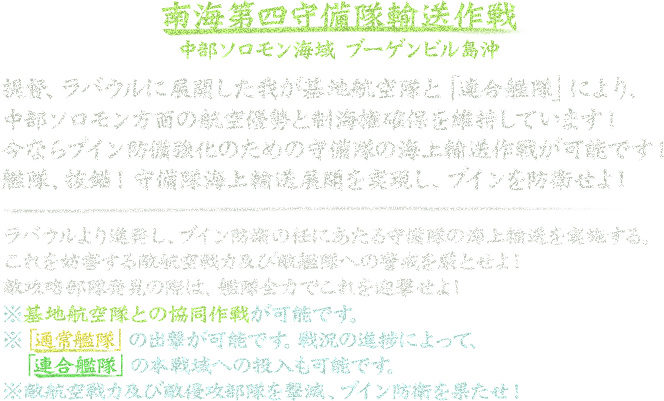 南海第四守備隊輸送作戦
中部ソロモン海域 ブーゲンビル島沖
提督、ラバウルに展開した我が基地航空隊と「連合艦隊」により、
中部ソロモン方面の航空優勢と制海権確保を維持しています!
今ならブイン防備強化のための守備隊の海上輸送作戦が可能です!
艦隊、抜錨! 守備隊海上輸送展開を実現し、ブインを防衛せよ!
ラバウルより進発し、ブイン防衛の任にあたる守備隊の海上輸送を実施する。
これを妨害する敵航空戦力及び敵艦隊への警戒を厳とせよ!
敵攻略部隊発見の際は、艦隊全力でこれを迎撃せよ!
※基地航空隊との協同作戦が可能です。
※「通常艦隊」の出撃が可能です。戦況の進捗によって、
「連合艦隊」の本戦域への投入も可能です。
※敵航空戦力及び敵侵攻部隊を撃滅、ブイン防衛を果たせ!